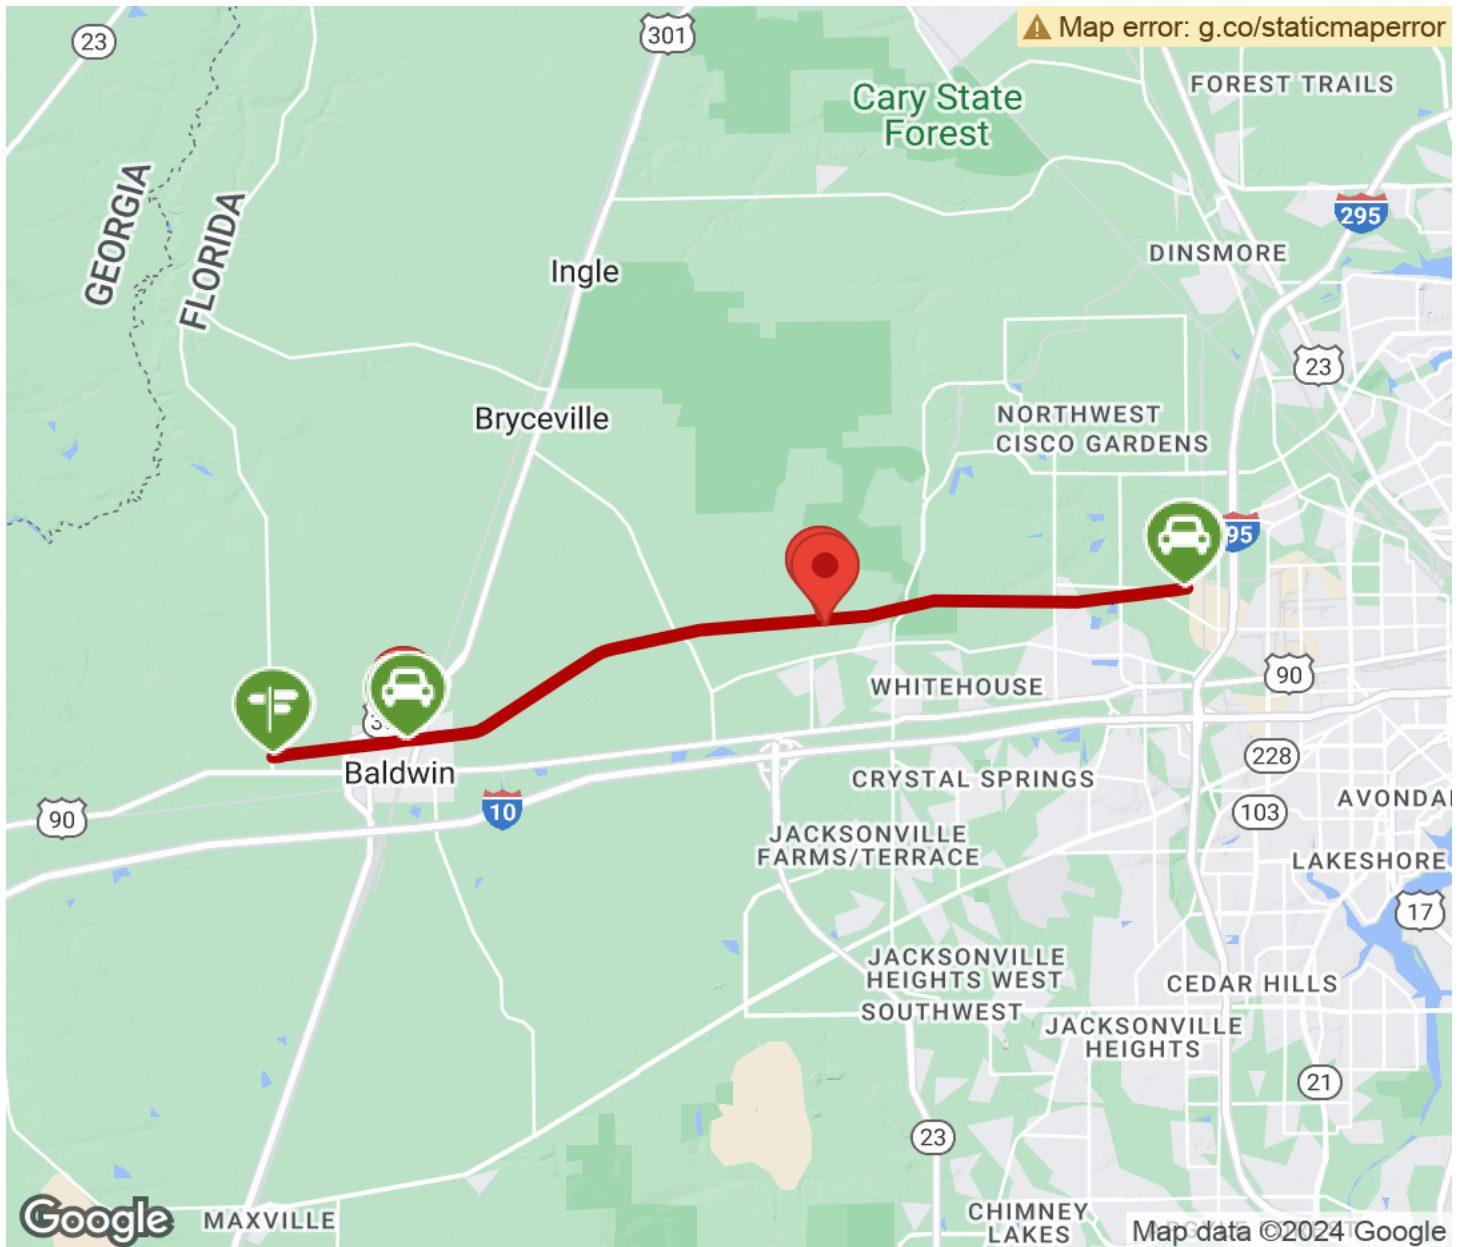 Map error: g.co/staticmaperror
23
301
FOREST TRAILS
Cary State
Forest
GEORGIA
FLORIDA
295
DINSMORE
Ingle
23
NORTHWEST
CISCO GARDENS
Bryceville
95
90
WHITEHOUSE
Baldwin
228
CRYSTAL SPRINGS
10
103
90
AVONDA
JACKSONVILLE
FARMS/TERRACE
LAKESHORE
17
JACKSONVILLE
HEIGHTS WEST
CEDAR HILLS
SOUTHWEST
JACKSONVILLE
HEIGHTS
21
23
CHIMNEY
LAKES
Google
MAXVILLE
Map data ©2024 Google